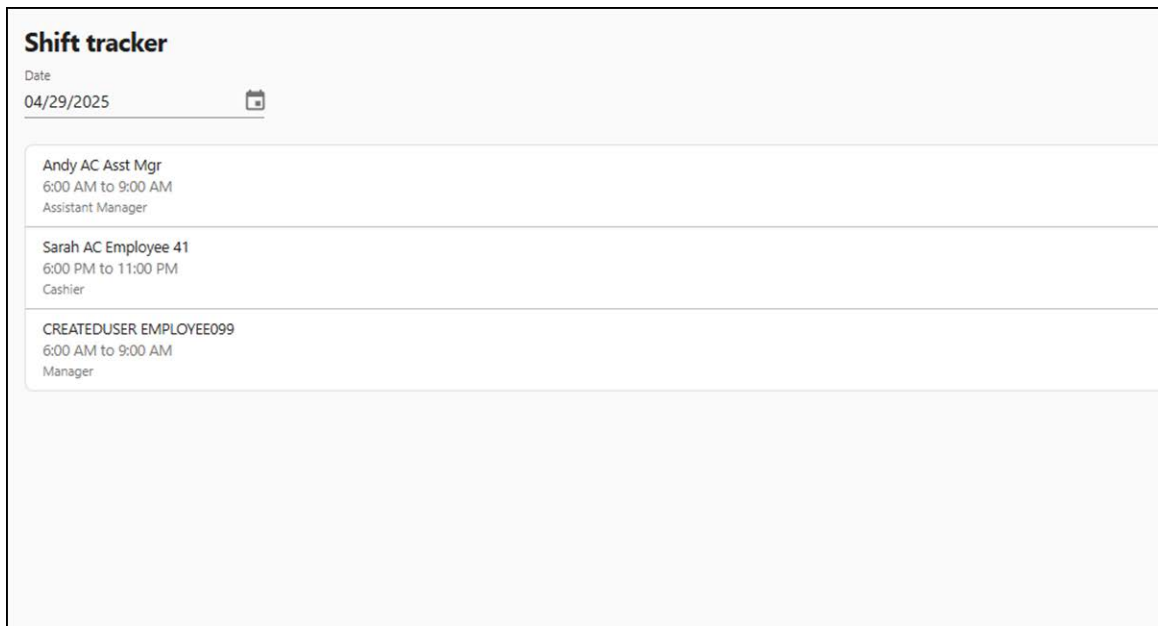 Shift tracker
Date
04/29/2025
Andy AC Asst Mgr
6:00 AM to 9:00 AM
Assistant Manager
Sarah AC Employee 41
6:00 PM to 11:00 PM
Cashier
CREATEDUSER EMPLOYEE099
6:00 AM to 9:00 AM
Manager